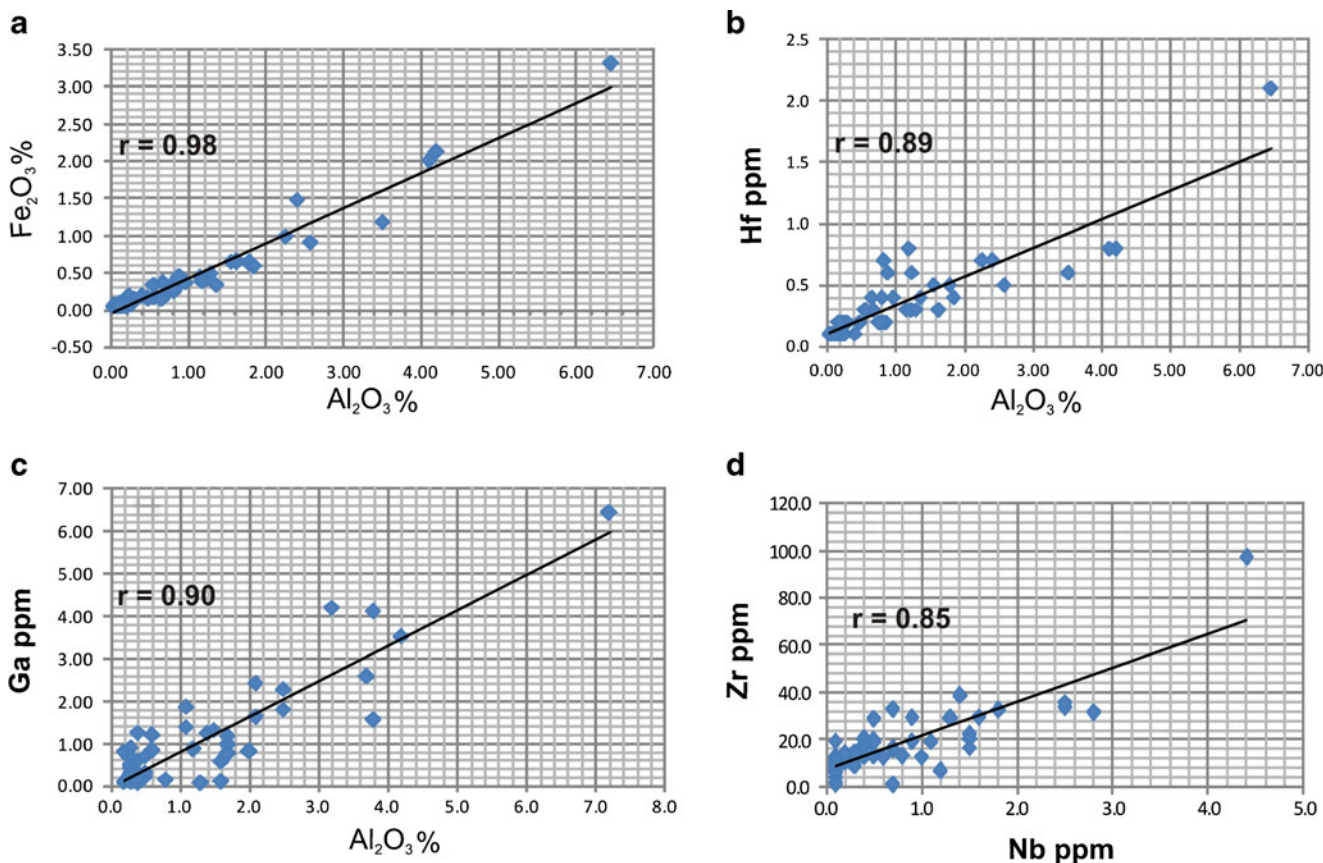 a
3.50
3.00
2.50
2.00
1.50
1.00
0.50
0.00
-0.50
Fe₂O₃%
r = 0.98
0.00 1.00 2.00 3.00 4.00 5.00 6.00 7.00
Al₂O₃%
b
2.5
2.0
1.5
1.0
0.5
0.0
Hf ppm
r = 0.89
0.00 1.00 2.00 3.00 4.00 5.00 6.00 7.00
Al₂O₃%
c
7.00
6.00
5.00
4.00
3.00
2.00
1.00
0.00
Ga ppm
r = 0.90
0.0 1.0 2.0 3.0 4.0 5.0 6.0 7.0 8.0
Al₂O₃%
d
120.0
100.0
80.0
60.0
40.0
20.0
0.0
Zr ppm
r = 0.85
0.0 1.0 2.0 3.0 4.0 5.0
Nb ppm